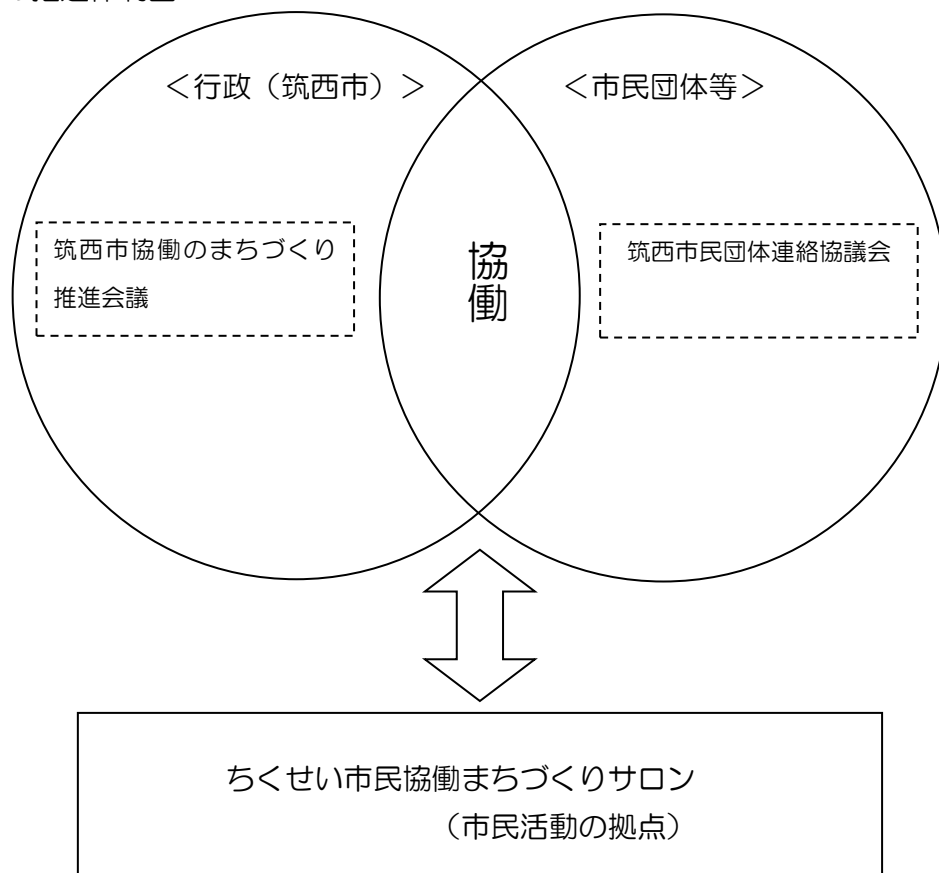 ＜行政（筑西市）＞
＜市民団体等＞
筑西市協働のまちづくり
推進会議
協働
筑西市民団体連絡協議会
ちくせい市民協働まちづくりサロン
（市民活動の拠点）